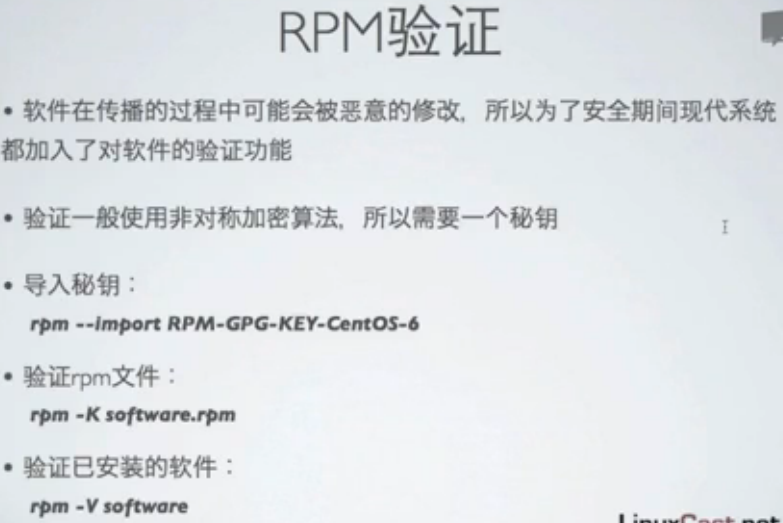 RPM验证
• 软件在传播的过程中可能会被恶意的修改，所以为了安全期间现代系统
都加入了对软件的验证功能
• 验证一般使用非对称加密算法，所以需要一个秘钥
• 导入秘钥：
rpm --import RPM-GPG-KEY-CentOS-6
• 验证rpm文件：
rpm -K software.rpm
• 验证已安装的软件：
rpm -V software
LinuxCast.net